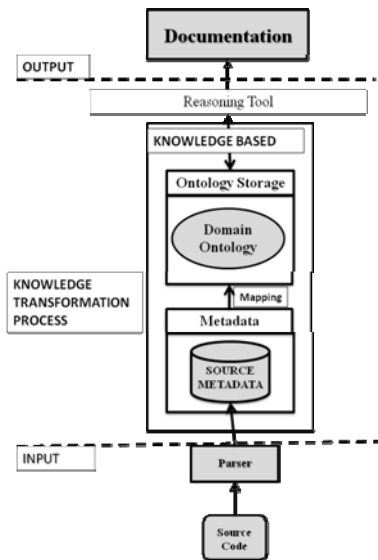 Documentation
OUTPUT
Reasoning Tool
KNOWLEDGE BASED
Ontology Storage
Domain
Ontology
KNOWLEDGE
TRANSFORMATION
PROCESS
Mapping
Metadata
SOURCE
METADATA
INPUT
Parser
Source
Code